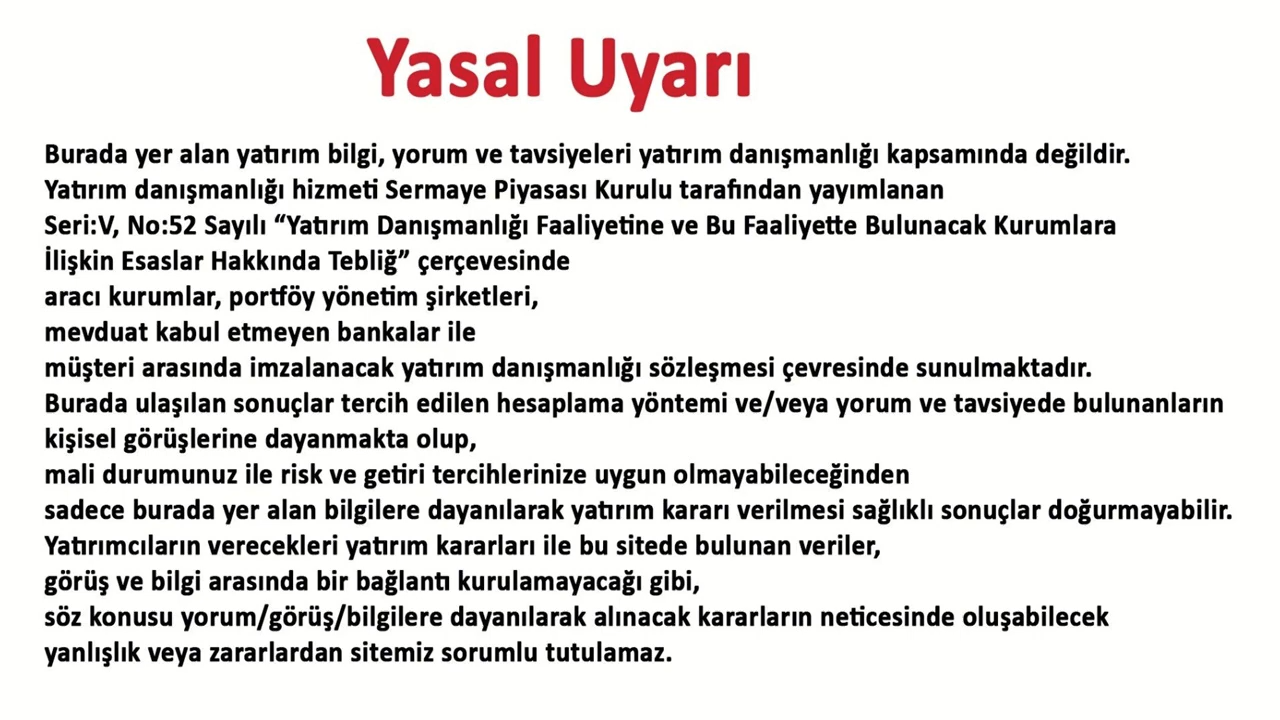 Yasal Uyarı
Burada yer alan yatırım bilgi, yorum ve tavsiyeleri yatırım danışmanlığı kapsamında değildir.
Yatırım danışmanlığı hizmeti Sermaye Piyasası Kurulu tarafından yayımlanan
Seri:V, No:52 Sayılı “Yatırım Danışmanlığı Faaliyetine ve Bu Faaliyette Bulunacak Kurumlara
İlişkin Esaslar Hakkında Tebliğ” çerçevesinde
aracı kurumlar, portföy yönetim şirketleri,
mevduat kabul etmeyen bankalar ile
müşteri arasında imzalanacak yatırım danışmanlığı sözleşmesi çevresinde sunulmaktadır.
Burada ulaşılan sonuçlar tercih edilen hesaplama yöntemi ve/veya yorum ve tavsiyede bulunanların
kişisel görüşlerine dayanmakta olup,
mali durumunuz ile risk ve getiri tercihlerinize uygun olmayabileceğinden
sadece burada yer alan bilgilere dayanılarak yatırım kararı verilmesi sağlıklı sonuçlar doğurmayabilir.
Yatırımcıların verecekleri yatırım kararları ile bu sitede bulunan veriler,
görüş ve bilgi arasında bir bağlantı kurulamayacağı gibi,
söz konusu yorum/görüş/bilgilere dayanılarak alınacak kararların neticesinde oluşabilecek
yanlışlık veya zararlardan sitemiz sorumlu tutulamaz.